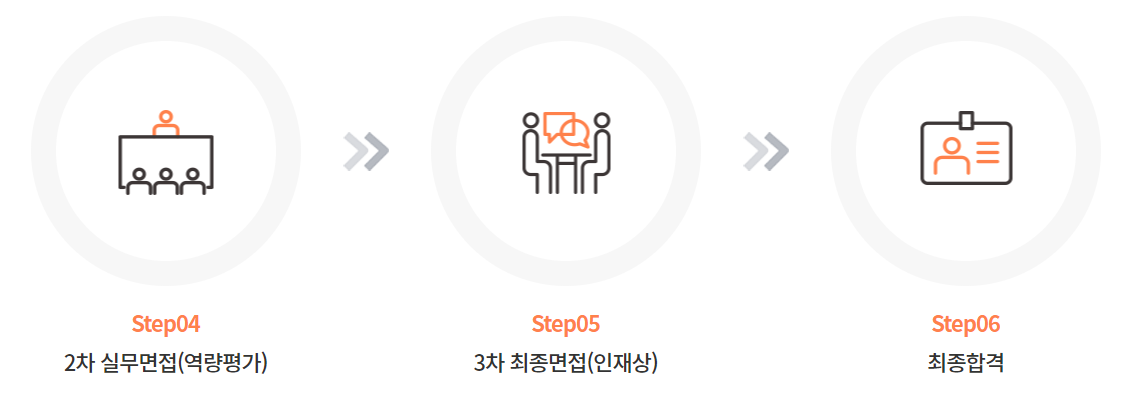 Step04
2차 실무면접(역량평가)
Step05
3차 최종면접(인재상)
Step06
최종합격